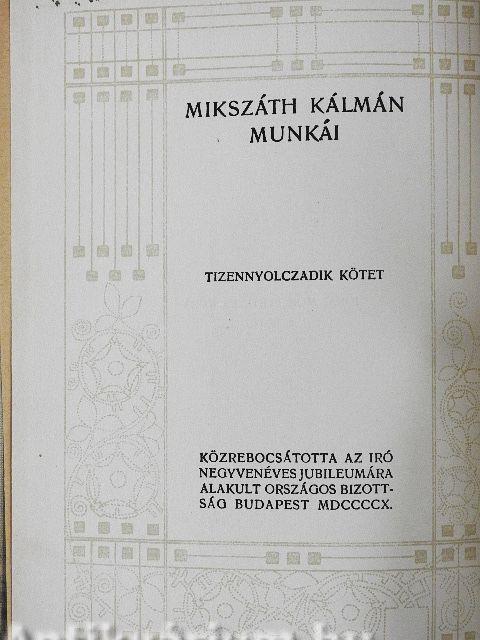 MIKSZÁTH KÁLMÁN
MUNKÁI
TIZENNYOLCZADIK KÖTET
KÖZREBOCSÁTOTTA AZ IRÓ
NEGYVENÉVES JUBILEUMÁRA
ALAKULT ORSZÁGOS BIZOTT-
SÁG BUDAPEST MDCCCCX.